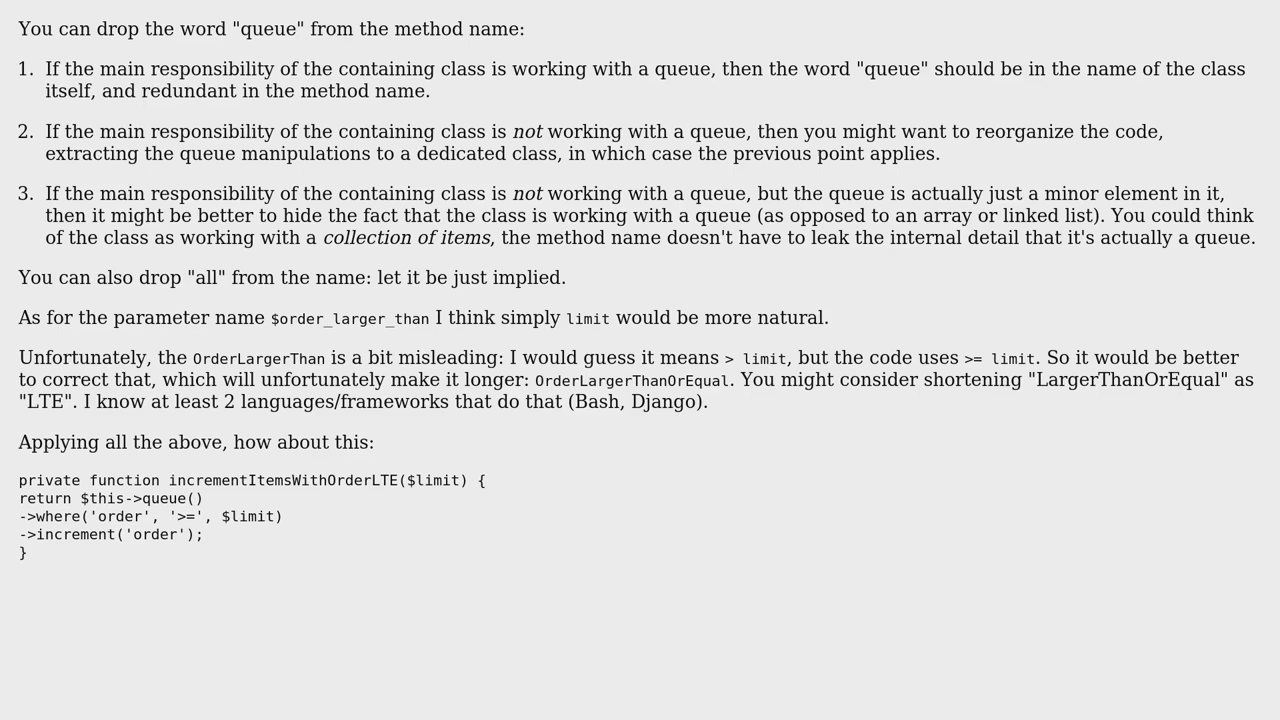 You can drop the word "queue" from the method name:
1. If the main responsibility of the containing class is working with a queue, then the word "queue" should be in the name of the class
itself, and redundant in the method name.
2. If the main responsibility of the containing class is not working with a queue, then you might want to reorganize the code,
extracting the queue manipulations to a dedicated class, in which case the previous point applies.
3. If the main responsibility of the containing class is not working with a queue, but the queue is actually just a minor element in it,
then it might be better to hide the fact that the class is working with a queue (as opposed to an array or linked list). You could think
of the class as working with a collection of items, the method name doesn't have to leak the internal detail that it's actually a queue.
You can also drop "all" from the name: let it be just implied.
As for the parameter name $order_larger_than I think simply limit would be more natural.
Unfortunately, the OrderLargerThan is a bit misleading: I would guess it means > limit, but the code uses >= limit. So it would be better
to correct that, which will unfortunately make it longer: OrderLargerThanOrEqual. You might consider shortening "LargerThanOrEqual" as
"LTE". I know at least 2 languages/frameworks that do that (Bash, Django).
Applying all the above, how about this:
private function incrementItemsWithOrderLTE($limit) {
return $this->queue()
->where('order', '>=', $limit)
->increment('order');
}